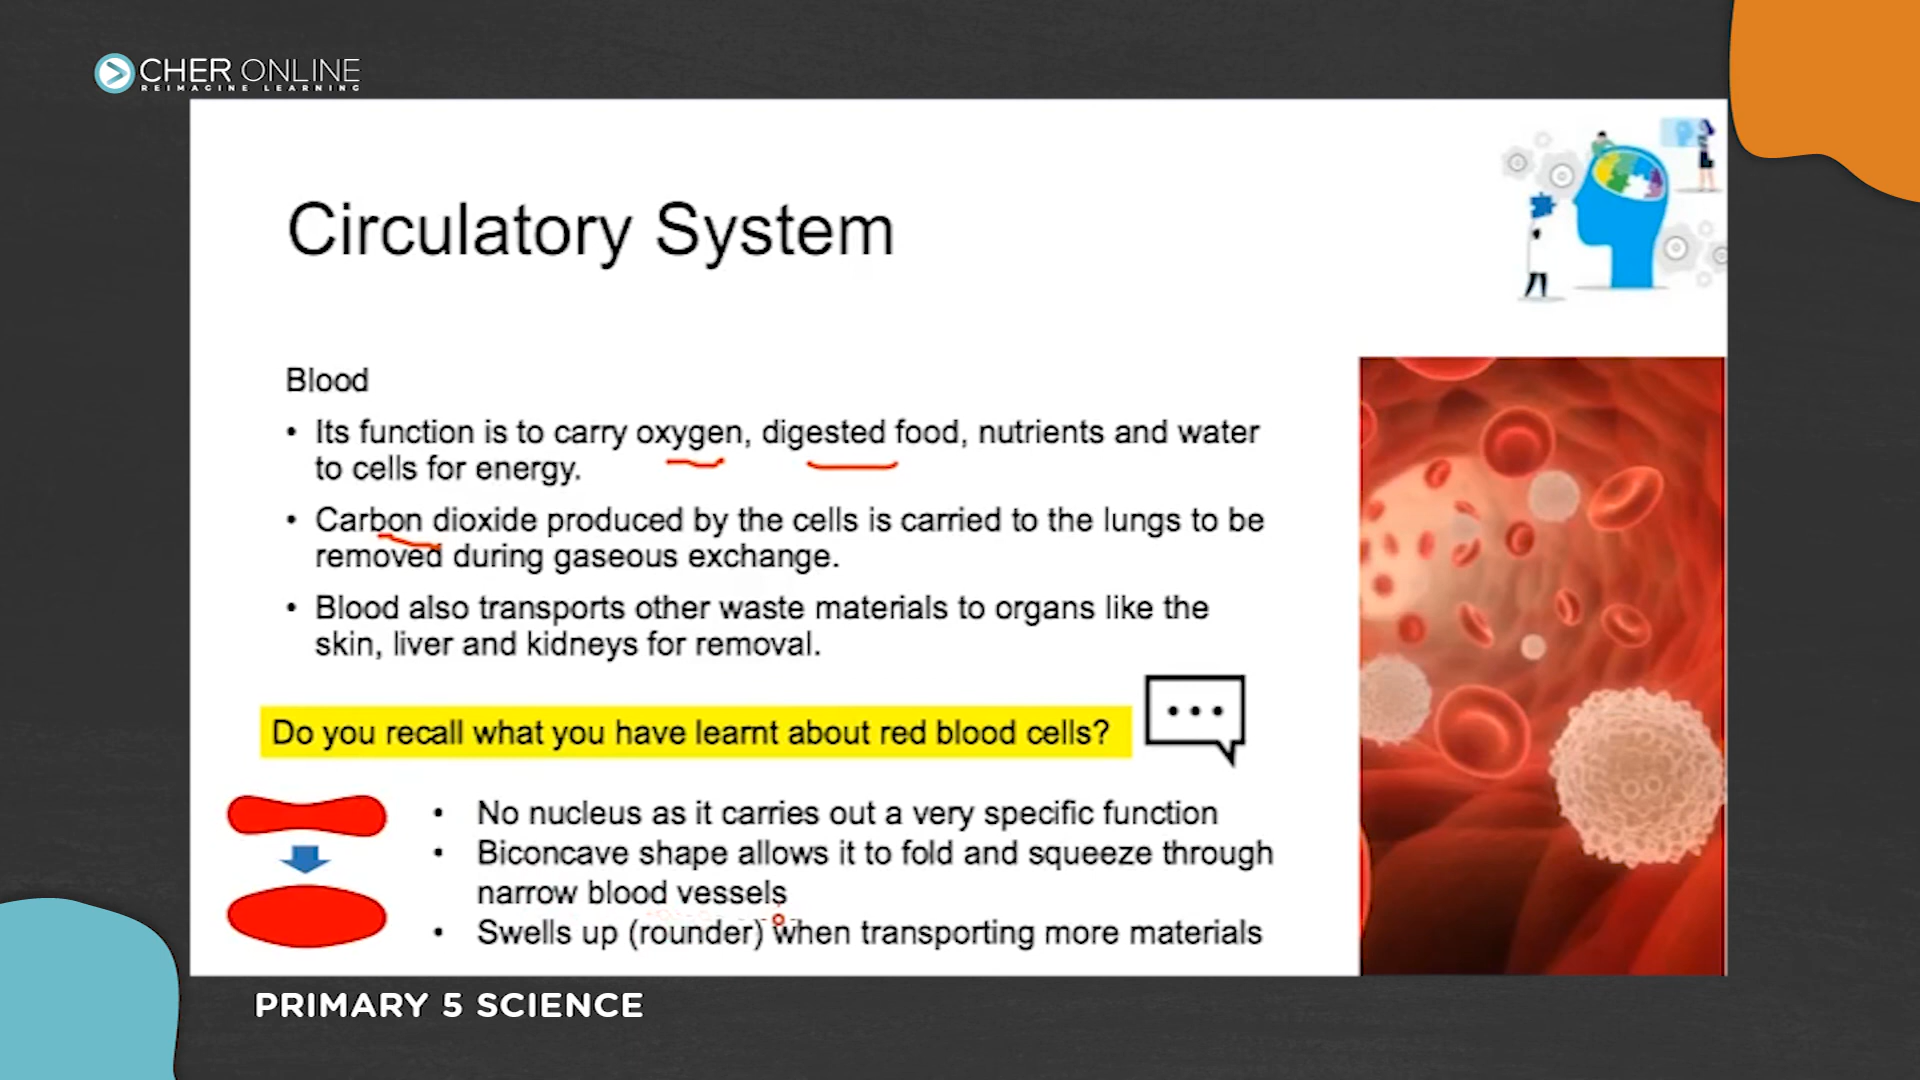 CHER ONLINE
REIMAGINE LEARNING
Circulatory System
Blood
• Its function is to carry oxygen, digested food, nutrients and water
to cells for energy.
• Carbon dioxide produced by the cells is carried to the lungs to be
removed during gaseous exchange.
• Blood also transports other waste materials to organs like the
skin, liver and kidneys for removal.
Do you recall what you have learnt about red blood cells?
• No nucleus as it carries out a very specific function
• Biconcave shape allows it to fold and squeeze through
narrow blood vessels
• Swells up (rounder) when transporting more materials
PRIMARY 5 SCIENCE